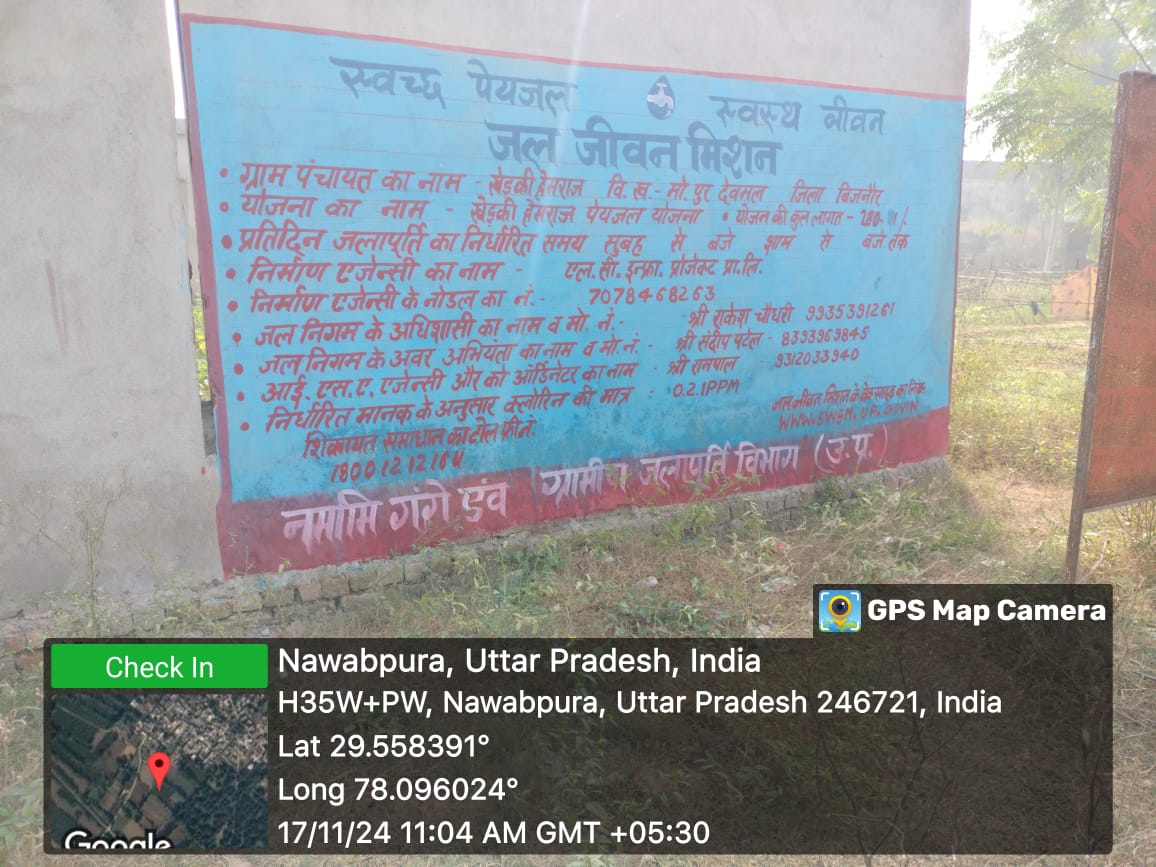 स्वच्छ पेयजल स्वस्थ जीवन
जल जीवन मिशन
• ग्राम पंचायत का नाम - खेड़की हेमराज वि. ख.- मो. पुर देवमल जिला बिजनौर
• योजना का नाम - खेड़की हेमराज पेयजल योजना • योजन की कुल लागत -
• प्रतिदिन जलापूर्ति का निर्धारित समय सुबह से बजे शाम से बजे तक
• निर्माण एजेन्सी का नाम - एल. सी. इन्फ्रा. प्रोजेक्ट प्रा. लि.
• निर्माण एजेन्सी के नोडल का नं.- 7078468263
• जल निगम के अधिशासी का नाम व मो. नं.- श्री राकेश चौधरी 9935391261
• जल निगम के अवर अभियंता का नाम व मो. नं. - श्री संदीप पटेल - 8393969845
• आई. एस. ए. एजेन्सी और को ऑर्डिनेटर का नाम - श्री रामपाल - 9312033940
• निर्धारित मानक के अनुसार क्लोरिन की मात्र - 0.2.1PPM
शिकायत समाधान का टोल फ्री नं.
जल जीवन मिशन के का लिंक
18001212164
WWW.SWSM.UP.GOVIN
नमामि गंगे एंव ग्रामीण जलापूर्ति विभाग (उ.प्र.)
GPS Map Camera
Check In
Nawabpura, Uttar Pradesh, India
H35W+PW, Nawabpura, Uttar Pradesh 246721, India
Lat 29.558391°
Long 78.096024°
17/11/24 11:04 AM GMT +05:30
Google